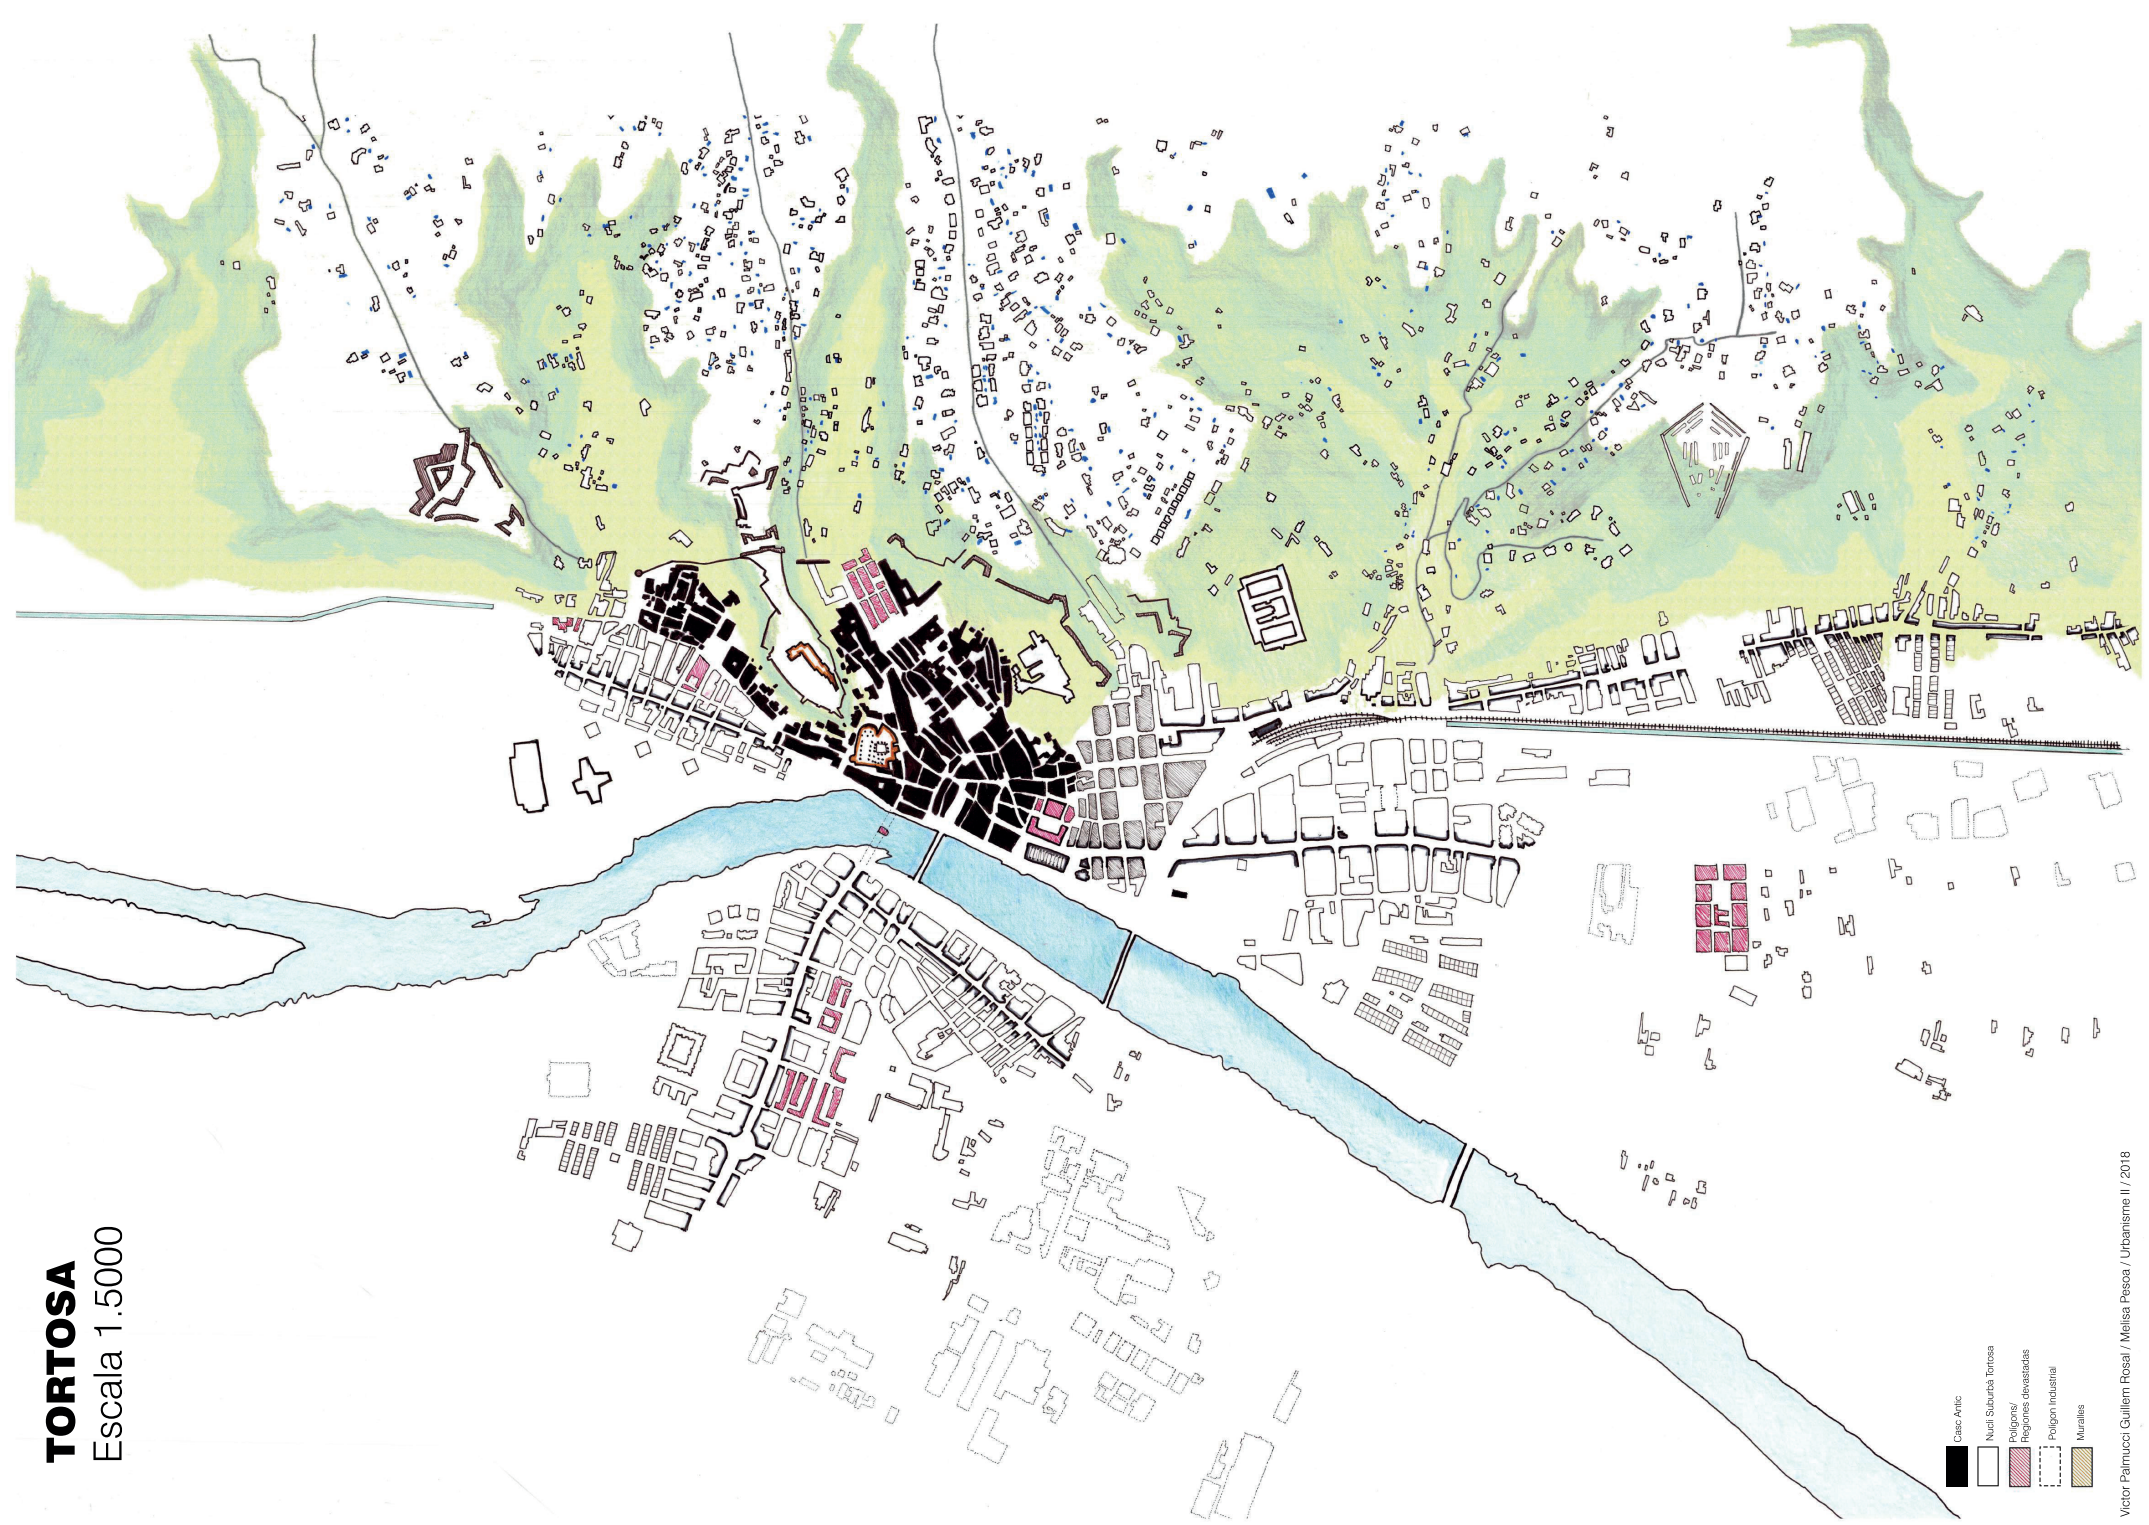 TORTOSA
Escala 1.5000
Casc Antic
Nucli Suburbà Tortosa
Polígons/
Regiones devastadas
Polígon Industrial
Muralles
Victor Palmucci Guillem Rosal / Melisa Pesoa / Urbanisme II / 2018